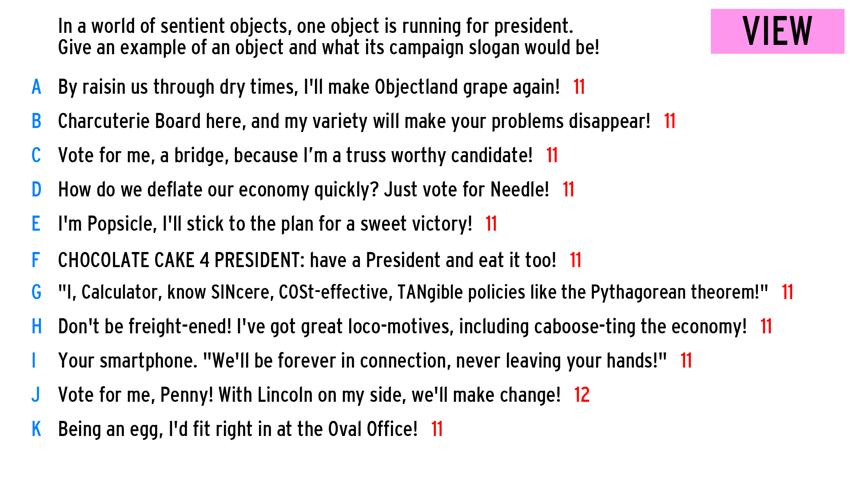 In a world of sentient objects, one object is running for president.
Give an example of an object and what its campaign slogan would be!
VIEW
A By raisin us through dry times, I'll make Objectland grape again! 11
B Charcuterie Board here, and my variety will make your problems disappear! 11
C Vote for me, a bridge, because I’m a truss worthy candidate! 11
D How do we deflate our economy quickly? Just vote for Needle! 11
E I'm Popsicle, I'll stick to the plan for a sweet victory! 11
F CHOCOLATE CAKE 4 PRESIDENT: have a President and eat it too! 11
G "I, Calculator, know SINcere, COSt-effective, TANgible policies like the Pythagorean theorem!" 11
H Don't be freight-ened! I've got great loco-motives, including caboose-ting the economy! 11
I Your smartphone. "We'll be forever in connection, never leaving your hands!" 11
J Vote for me, Penny! With Lincoln on my side, we'll make change! 12
K Being an egg, I'd fit right in at the Oval Office! 11